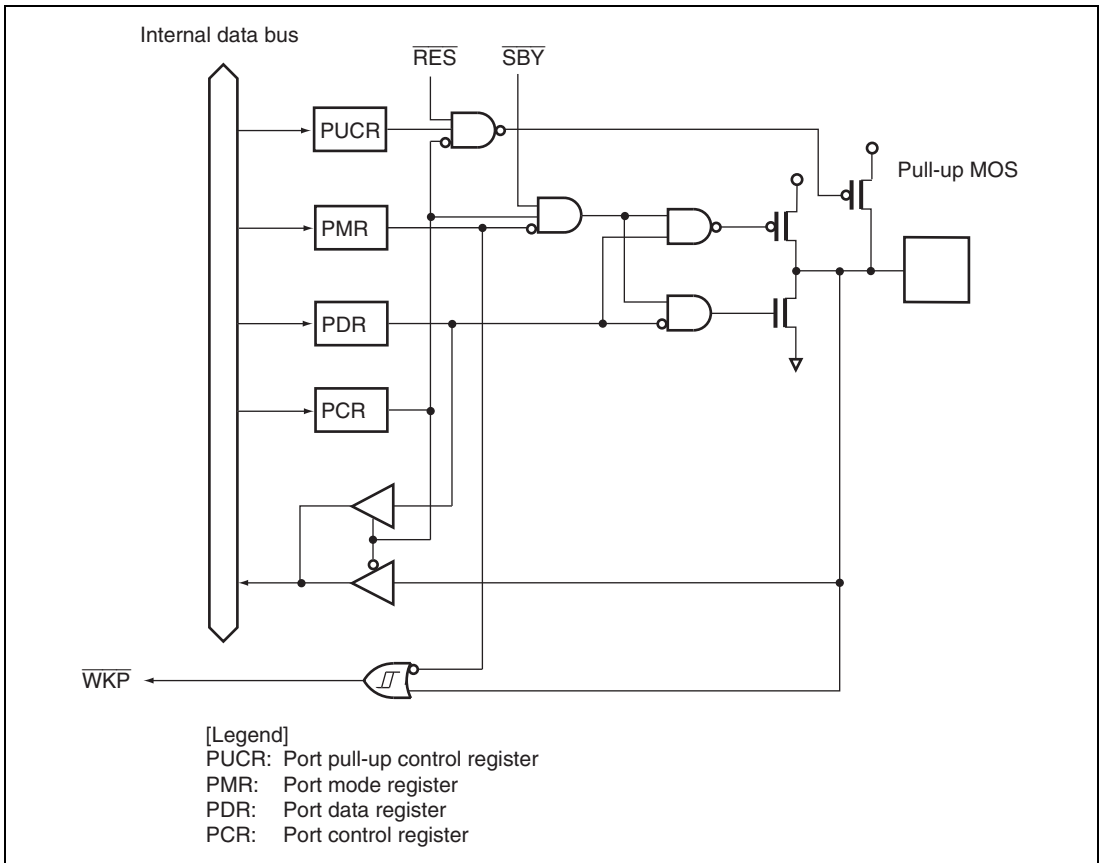 Internal data bus
RES
SBY
PUCR
Pull-up MOS
PMR
PDR
PCR
WKP
[Legend]
PUCR: Port pull-up control register
PMR: Port mode register
PDR: Port data register
PCR: Port control register